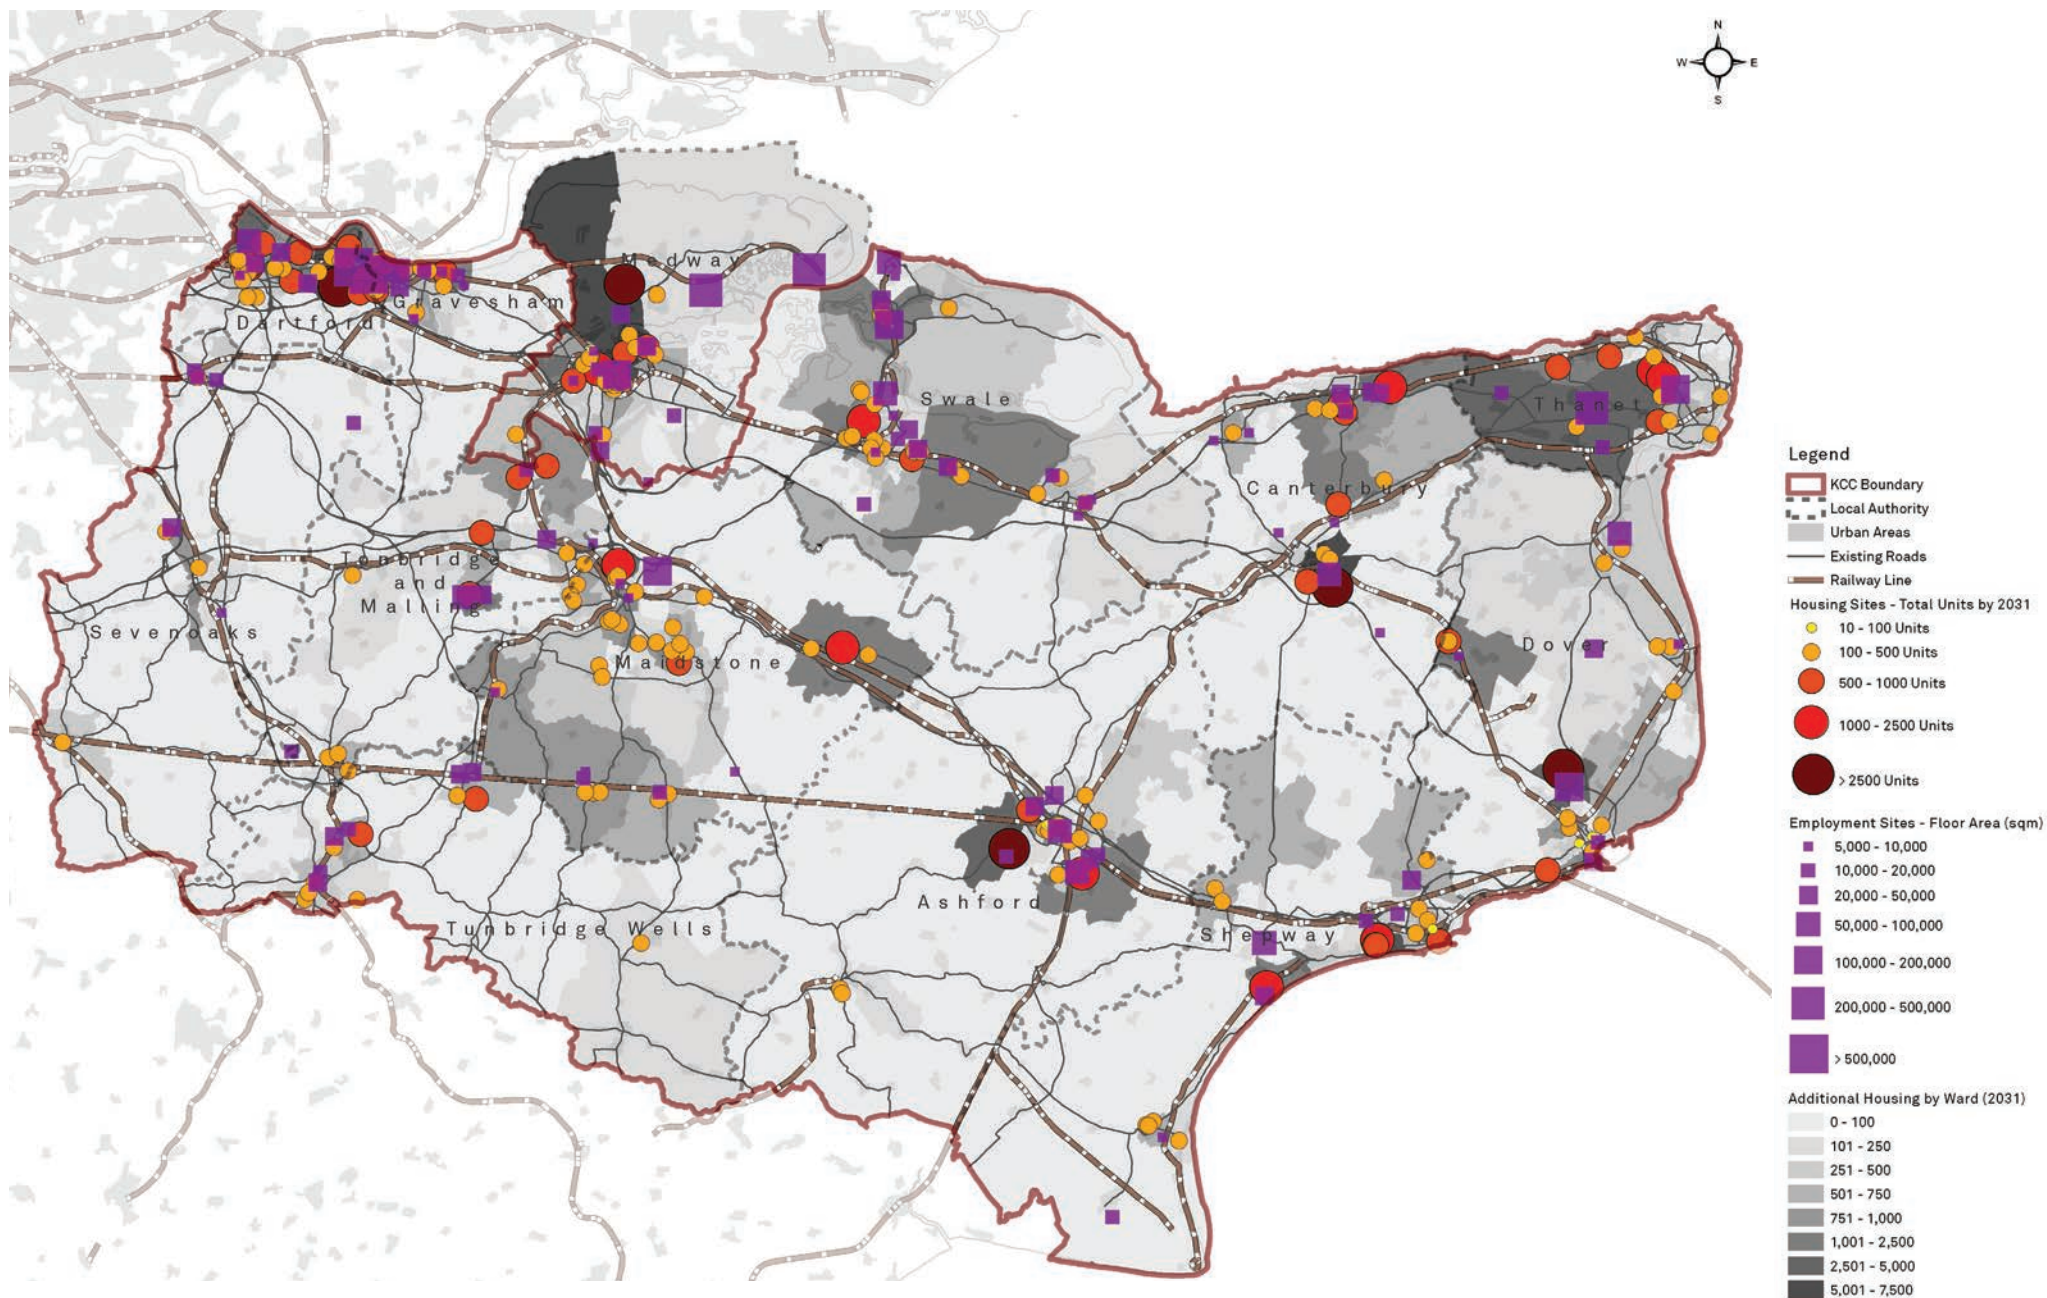 N
W E
S
Medway
Gravesham
Dartford
Swale
Thanet
Canterbury
Tonbridge
and
Malling
Sevenoaks
Maidstone
Dover
Ashford
Tunbridge Wells
Shepway
Legend
KCC Boundary
Local Authority
Urban Areas
Existing Roads
Railway Line
Housing Sites - Total Units by 2031
10 - 100 Units
100 - 500 Units
500 - 1000 Units
1000 - 2500 Units
> 2500 Units
Employment Sites - Floor Area (sqm)
5,000 - 10,000
10,000 - 20,000
20,000 - 50,000
50,000 - 100,000
100,000 - 200,000
200,000 - 500,000
> 500,000
Additional Housing by Ward (2031)
0 - 100
101 - 250
251 - 500
501 - 750
751 - 1,000
1,001 - 2,500
2,501 - 5,000
5,001 - 7,500